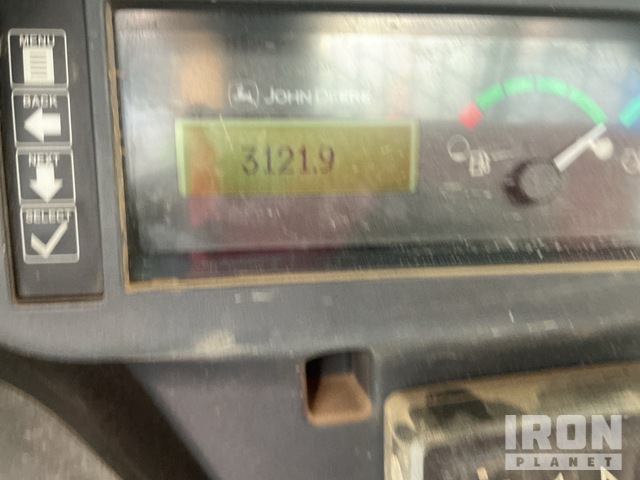 MENU
BACK
NEXT
SELECT
JOHN DEERE
3121.9
IRON
PLANET